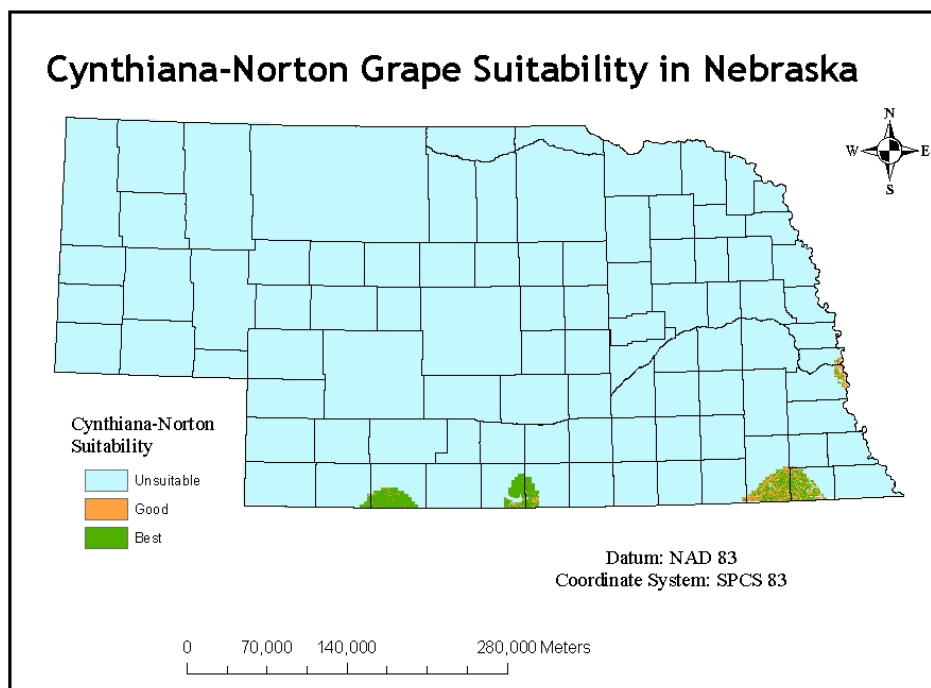 Cynthiana-Norton Grape Suitability in Nebraska
N
W E
S
Cynthiana-Norton
Suitability
Unsuitable
Good
Best
Datum: NAD 83
Coordinate System: SPCS 83
0 70,000 140,000 280,000 Meters